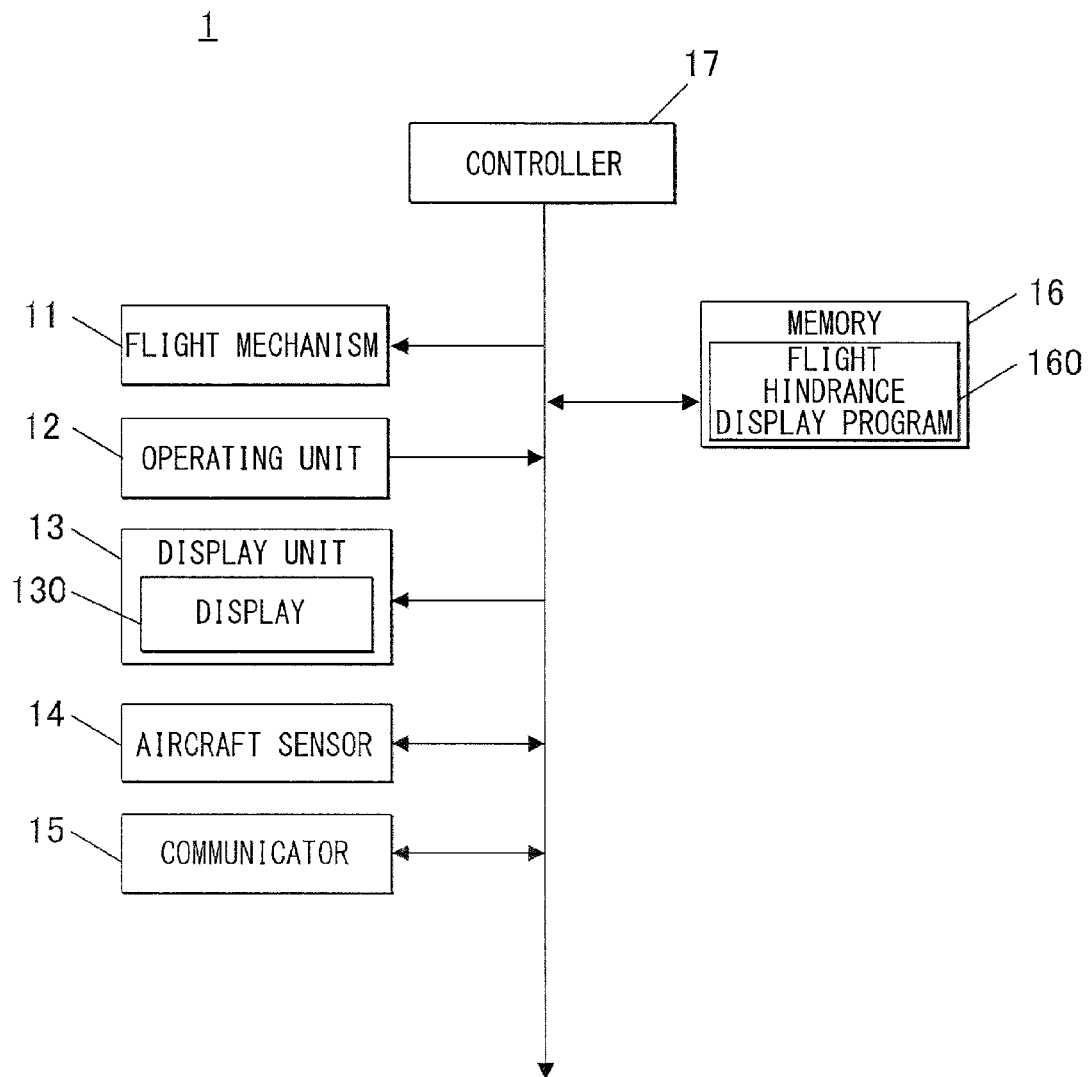 1
17
CONTROLLER
11
FLIGHT MECHANISM
16
MEMORY
FLIGHT
HINDRANCE
DISPLAY PROGRAM
160
12
OPERATING UNIT
13
DISPLAY UNIT
130
DISPLAY
14
AIRCRAFT SENSOR
15
COMMUNICATOR